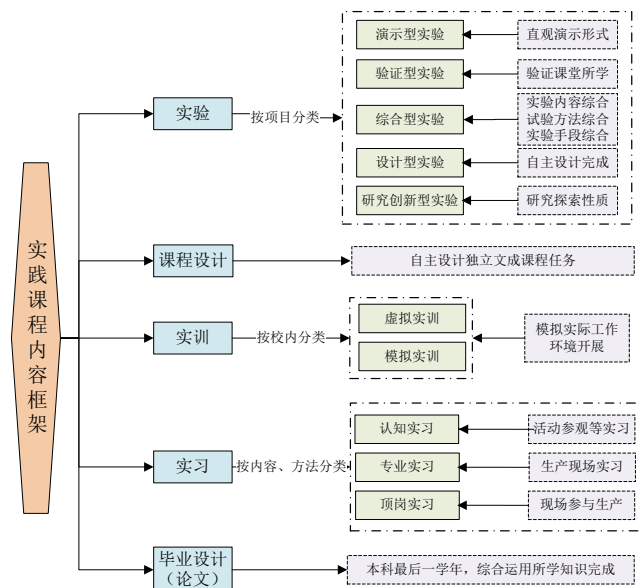 实践课程内容框架
实验
按项目分类
演示型实验
直观演示形式
验证型实验
验证课堂所学
综合型实验
实验内容综合
试验方法综合
实验手段综合
设计型实验
自主设计完成
研究创新型实验
研究探索性质
课程设计
自主设计独立文成课程任务
实训
按校内分类
虚拟实训
模拟实训
模拟实际工作
环境开展
实习
按内容、方法分类
认知实习
活动参观等实习
专业实习
生产现场实习
顶岗实习
现场参与生产
毕业设计
(论文)
本科最后一学年，综合运用所学知识完成